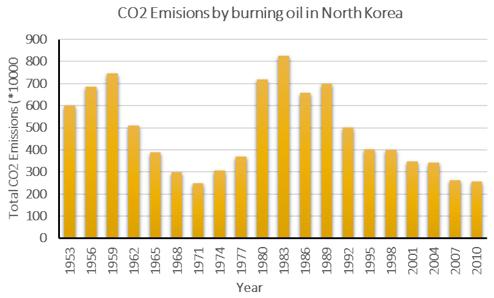 CO2 Emisions by burning oil in North Korea
Total CO2 Emissions (*10000
900
800
700
600
500
400
300
200
100
0
1953 1956 1959 1962 1965 1968 1971 1974 1977 1980 1983 1986 1989 1992 1995 1998 2001 2004 2007 2010
Year